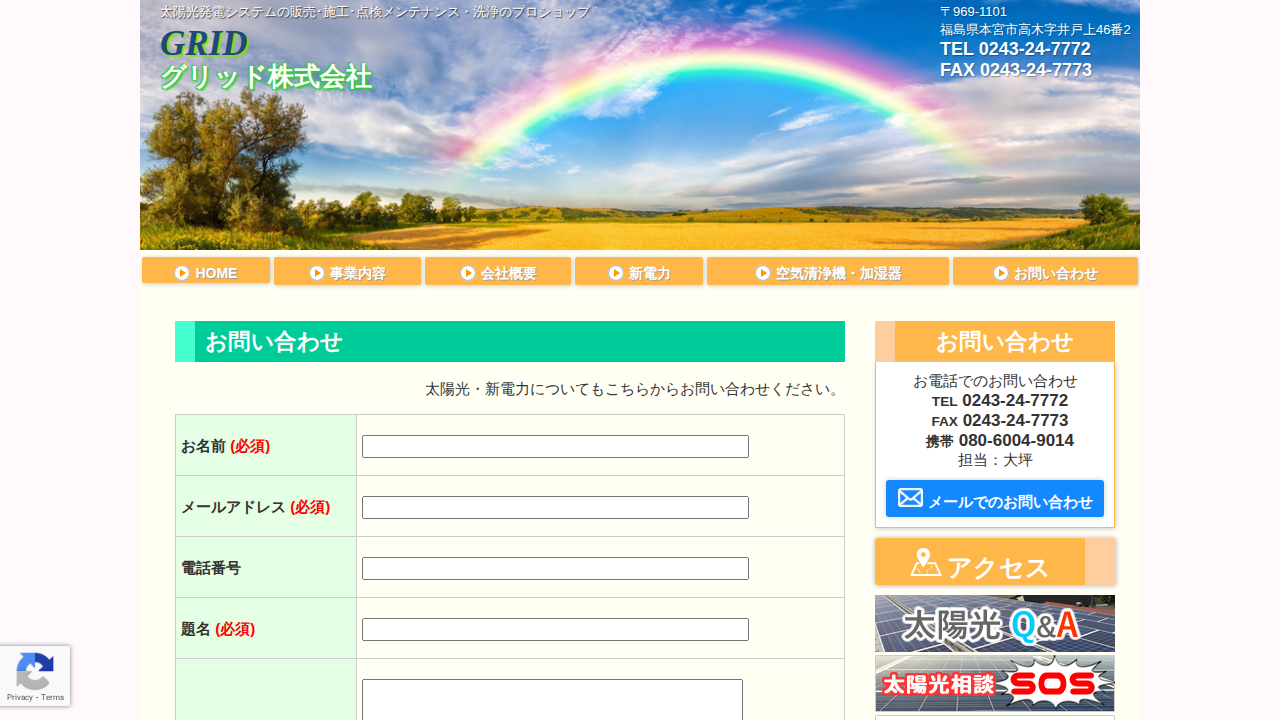 太陽光発電システムの販売･施工･点検メンテナンス・洗浄のプロショップ
GRID
グリッド株式会社
〒969-1101
福島県本宮市高木字井戸上46番2
TEL 0243-24-7772
FAX 0243-24-7773
HOME
事業内容
会社概要
新電力
空気清浄機・加湿器
お問い合わせ
お問い合わせ
太陽光・新電力についてもこちらからお問い合わせください。
お名前 (必須)
メールアドレス (必須)
電話番号
題名 (必須)
お問い合わせ
お電話でのお問い合わせ
TEL 0243-24-7772
FAX 0243-24-7773
携帯 080-6004-9014
担当：大坪
メールでのお問い合わせ
アクセス
太陽光 Q&A
太陽光相談 SOS
Privacy - Terms